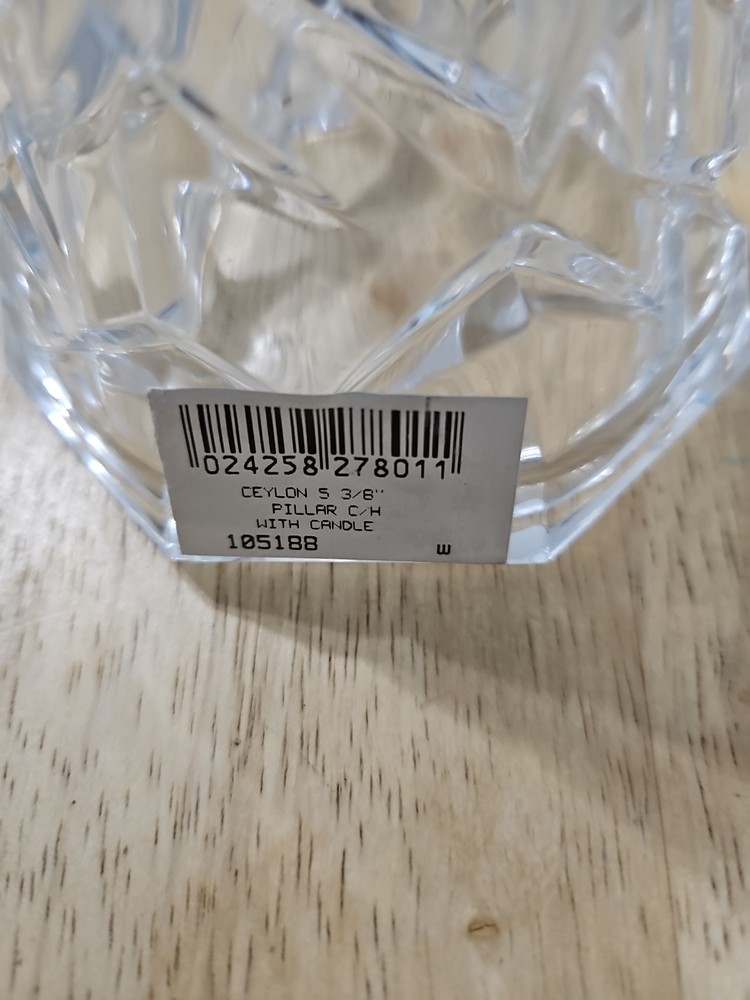 024258 278011
CEYLON 5 3/8"
PILLAR C/H
WITH CANDLE
105188 W